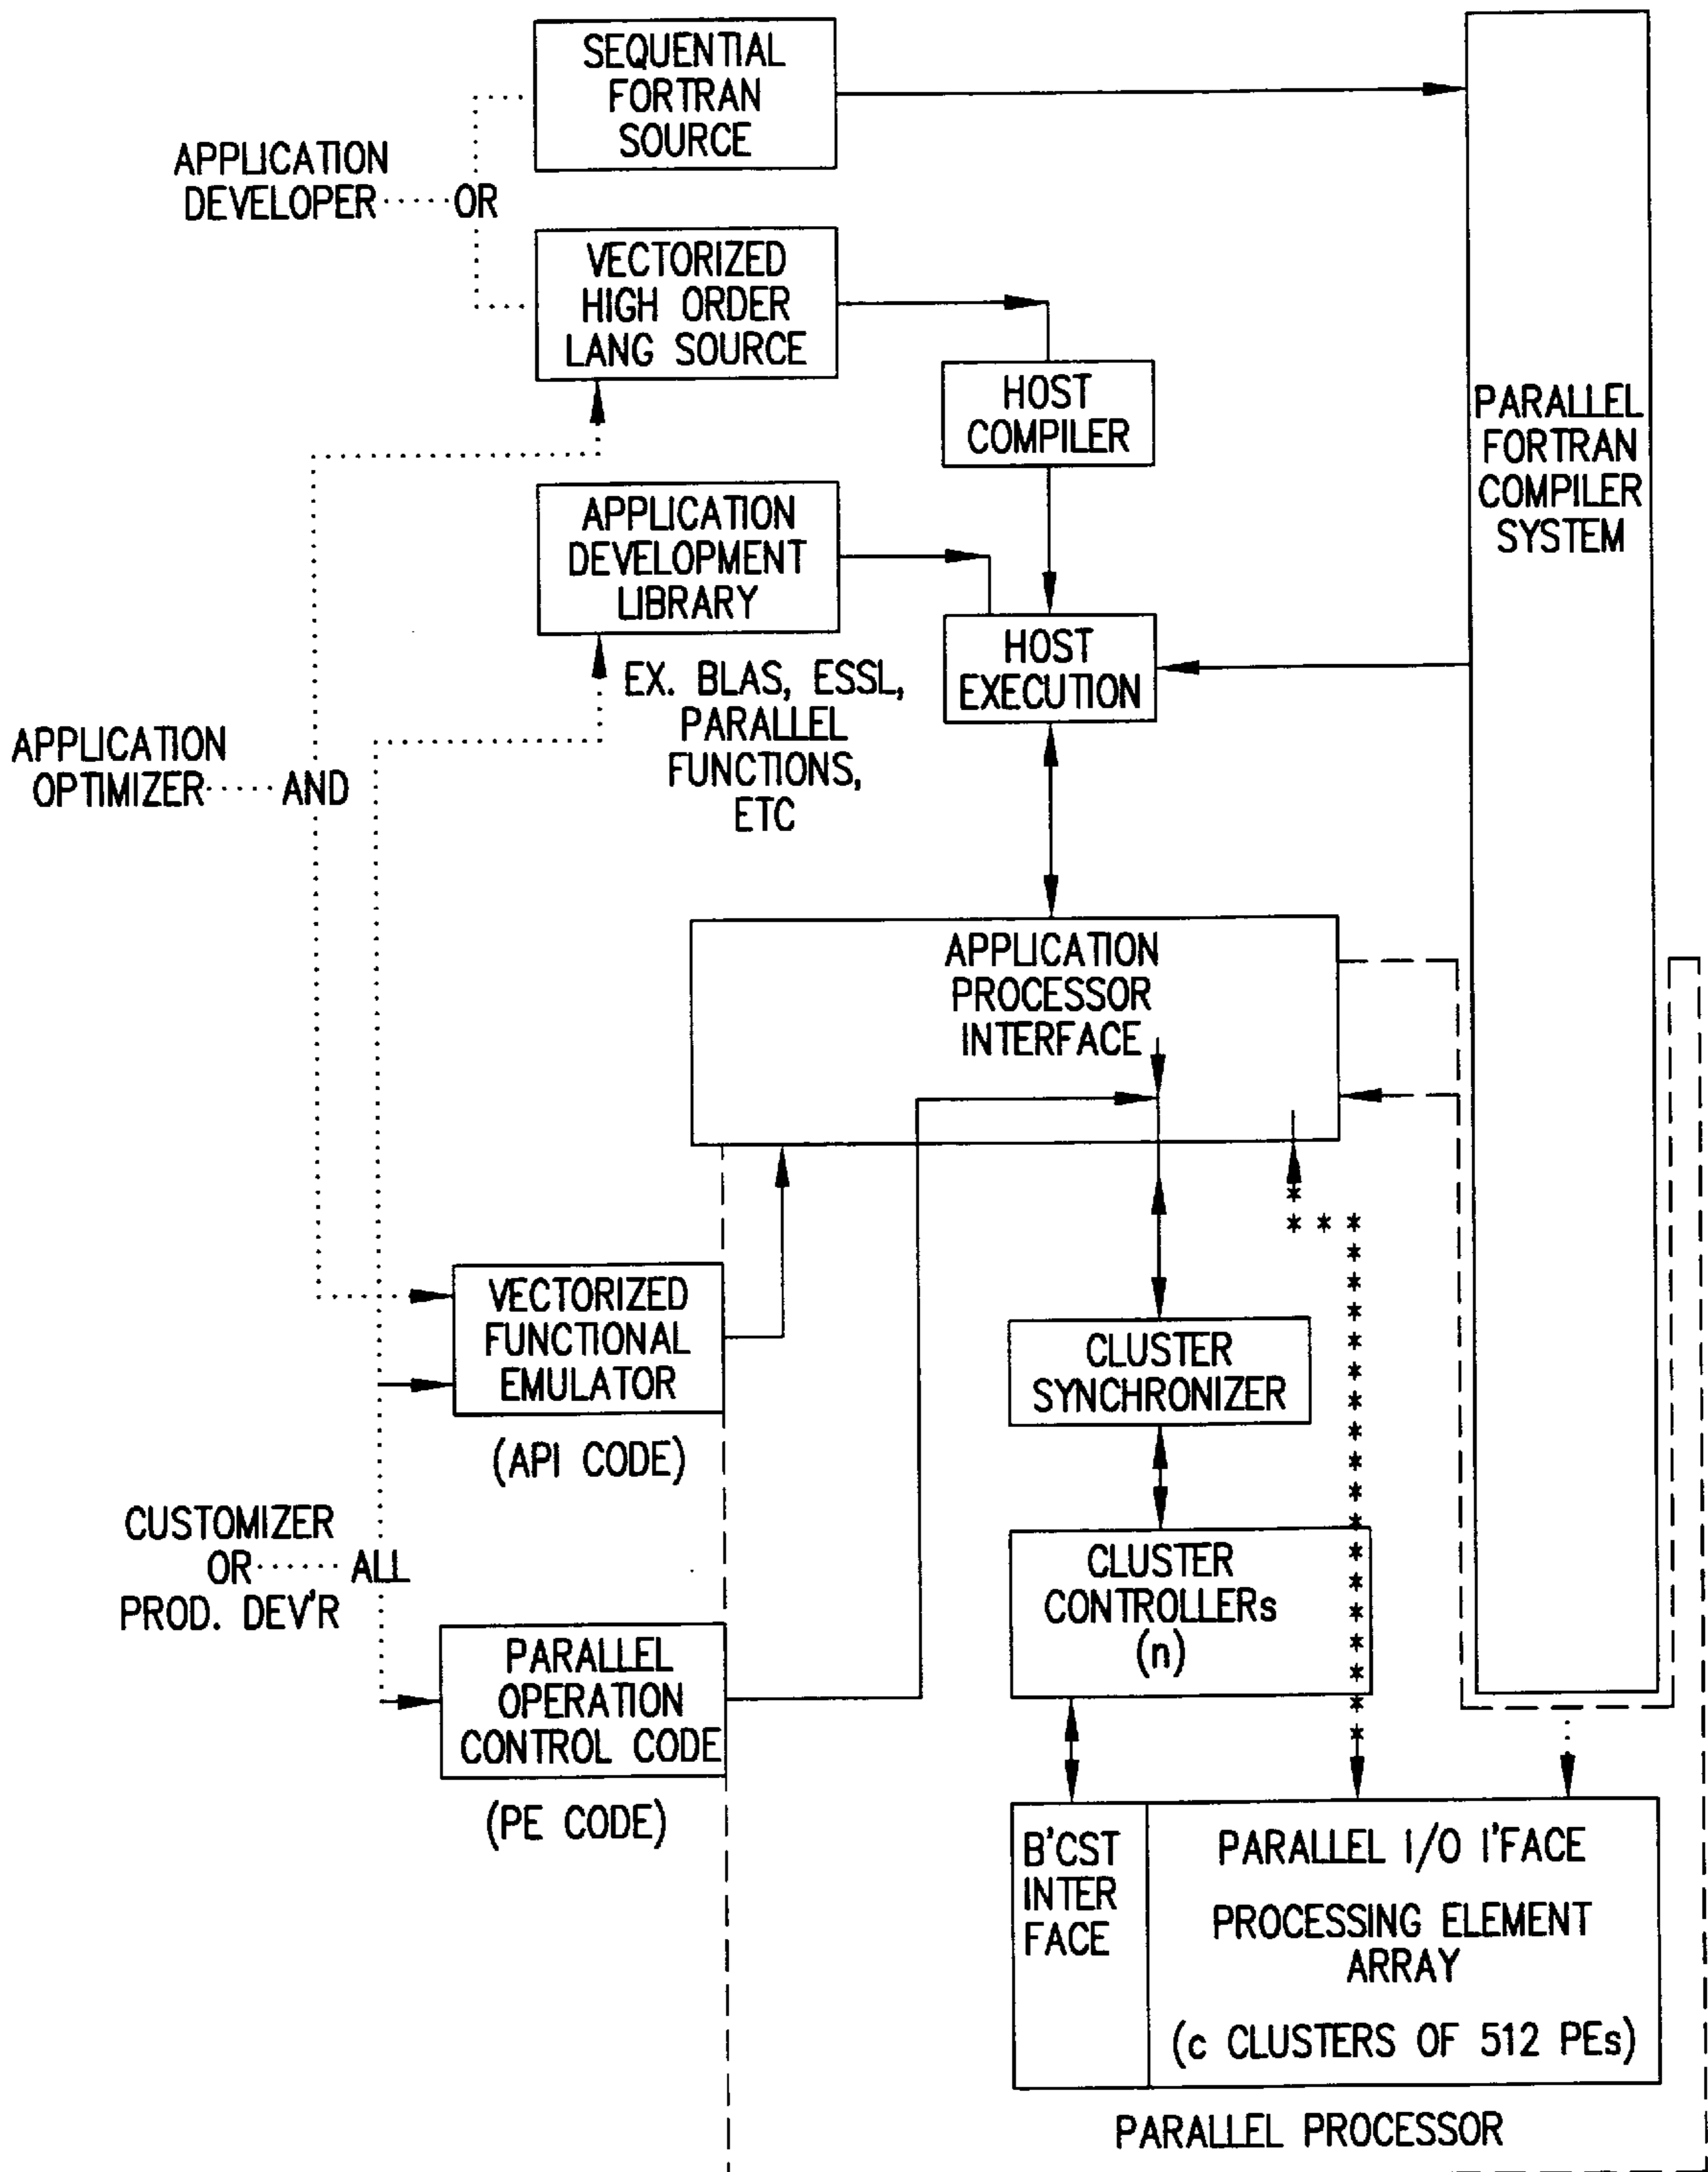 SEQUENTIAL
FORTRAN
SOURCE
APPLICATION
DEVELOPER
OR
VECTORIZED
HIGH ORDER
LANG SOURCE
HOST
COMPILER
PARALLEL
FORTRAN
COMPILER
SYSTEM
APPLICATION
DEVELOPMENT
LIBRARY
EX. BLAS, ESSL,
PARALLEL
FUNCTIONS,
ETC
HOST
EXECUTION
APPLICATION
OPTIMIZER
AND
APPLICATION
PROCESSOR
INTERFACE
VECTORIZED
FUNCTIONAL
EMULATOR
(API CODE)
CLUSTER
SYNCHRONIZER
CUSTOMIZER
OR
PROD. DEV'R
ALL
CLUSTER
CONTROLLERs
(n)
PARALLEL
OPERATION
CONTROL CODE
(PE CODE)
B'CST
INTER
FACE
PARALLEL I/O I'FACE
PROCESSING ELEMENT
ARRAY
(c CLUSTERS OF 512 PEs)
PARALLEL PROCESSOR